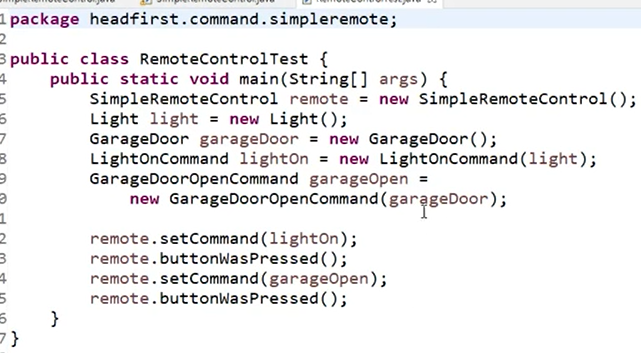 1 package headfirst.command.simpleremote;
2
3 public class RemoteControlTest {
4 public static void main(String[] args) {
5 SimpleRemoteControl remote = new SimpleRemoteControl();
6 Light light = new Light();
7 GarageDoor garageDoor = new GarageDoor();
8 LightOnCommand lightOn = new LightOnCommand(light);
9 GarageDoorOpenCommand garageOpen =
0 new GarageDoorOpenCommand(garageDoor);
1
2 remote.setCommand(lightOn);
3 remote.buttonWasPressed();
4 remote.setCommand(garageOpen);
5 remote.buttonWasPressed();
6 }
7 }